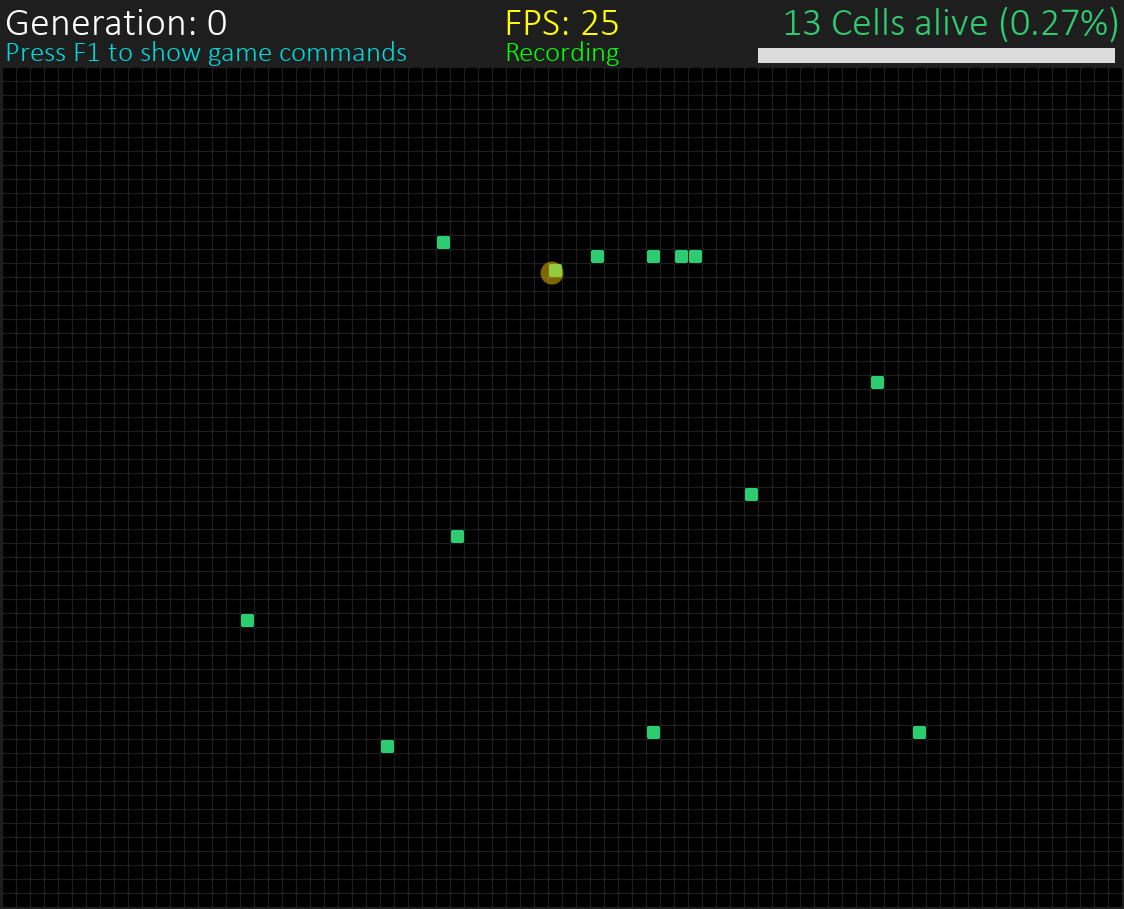 Generation: 0
FPS: 25
13 Cells alive (0.27%)
Press F1 to show game commands
Recording